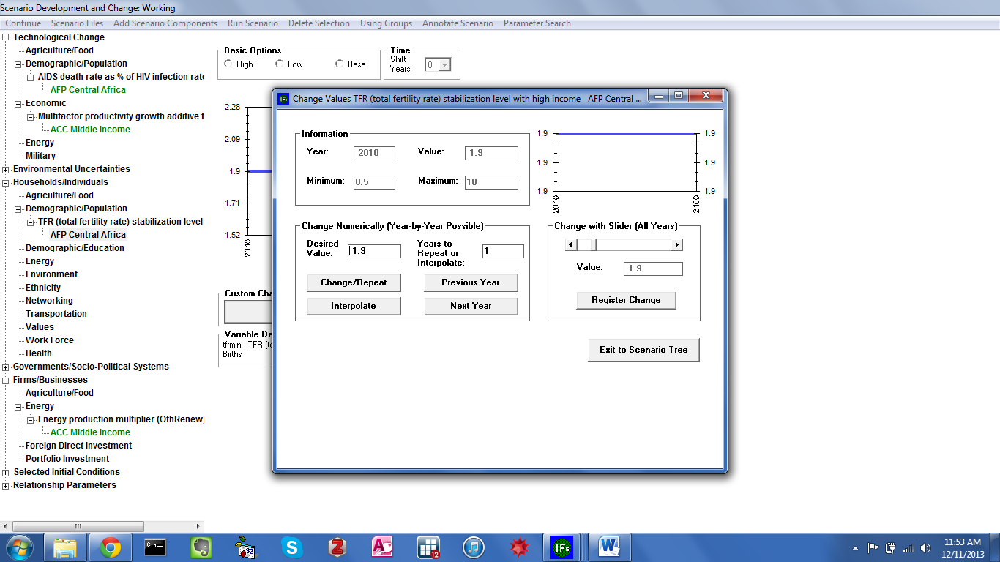 Scenario Development and Change: Working
Continue Scenario Files Add Scenario Components Run Scenario Delete Selection Using Groups Annotate Scenario Parameter Search
Technological Change
Agriculture/Food
Demographic/Population
AIDS death rate as % of HIV infection rate
AFP Central Africa
Economic
Multifactor productivity growth additive f
ACC Middle Income
Energy
Military
Environmental Uncertainties
Households/Individuals
Agriculture/Food
Demographic/Population
TFR (total fertility rate) stabilization level
AFP Central Africa
Demographic/Education
Energy
Environment
Ethnicity
Networking
Transportation
Values
Work Force
Health
Governments/Socio-Political Systems
Firms/Businesses
Agriculture/Food
Energy
Energy production multiplier (OthRenew)
ACC Middle Income
Foreign Direct Investment
Portfolio Investment
Selected Initial Conditions
Relationship Parameters
Basic Options
High Low Base
Time
Shift
Years: 0
2.28
2.09
1.9
1.71
1.52
2010
Custom Cha
Variable De
tfrmin - TFR (to
Births
IFs Change Values TFR (total fertility rate) stabilization level with high income AFP Central ...
Information
Year: 2010 Value: 1.9
Minimum: 0.5 Maximum: 10
1.9 1.9
1.9 1.9
1.9 1.9
2010 2100
Change Numerically (Year-by-Year Possible)
Desired
Value: 1.9
Years to
Repeat or
Interpolate: 1
Change/Repeat Previous Year
Interpolate Next Year
Change with Slider (All Years)
Value: 1.9
Register Change
Exit to Scenario Tree
C:\
32
12
IFs
11:53 AM
12/11/2013